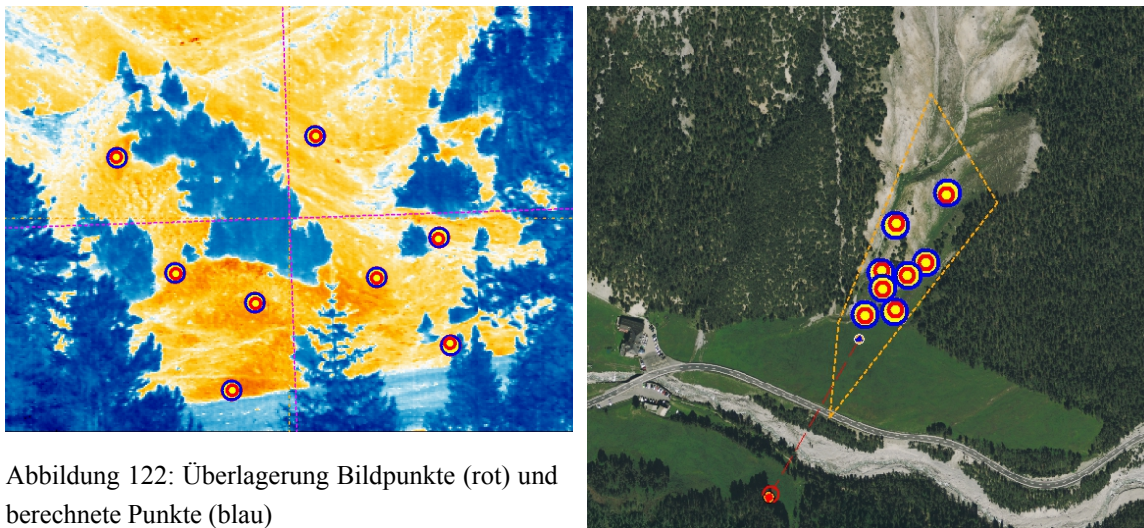 Abbildung 122: Überlagerung Bildpunkte (rot) und
berechnete Punkte (blau)